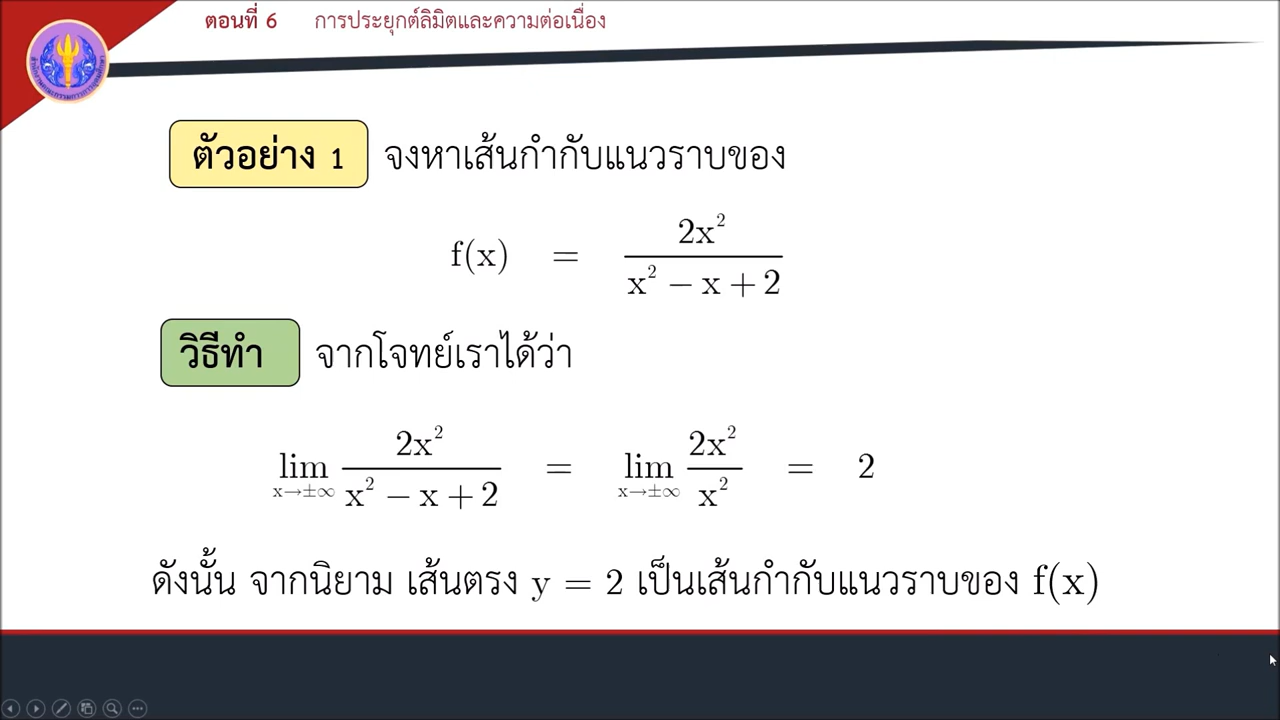 ตอนที่ 6 การประยุกต์ลิมิตและความต่อเนื่อง
ตัวอย่าง 1 จงหาเส้นกำกับแนวราบของ
f(x) = 2x² / (x² − x + 2)
วิธีทำ จากโจทย์เราได้ว่า
lim x→±∞ 2x² / (x² − x + 2) = lim x→±∞ 2x² / x² = 2
ดังนั้น จากนิยาม เส้นตรง y = 2 เป็นเส้นกำกับแนวราบของ f(x)